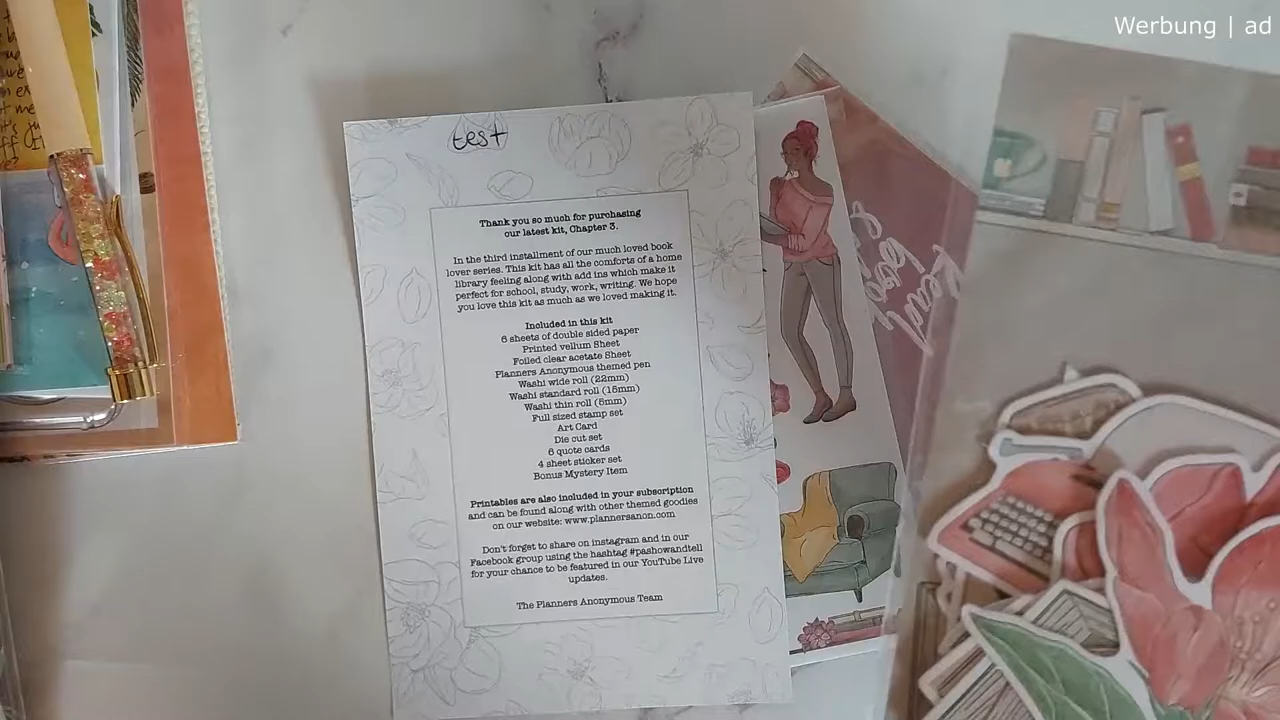 Werbung | ad
test
Thank you so much for purchasing
our latest kit, Chapter 3.
In the third installment of our much loved book
lover series. This kit has all the comforts of a home
library feeling along with add ins which make it
perfect for school, study, work, writing. We hope
you love this kit as much as we loved making it.
Included in this kit
6 sheets of double sided paper
Printed vellum Sheet
Foiled clear acetate Sheet
Planners Anonymous themed pen
Washi wide roll (22mm)
Washi standard roll (15mm)
Washi thin roll (5mm)
Full sized stamp set
Art Card
Die cut set
6 quote cards
4 sheet sticker set
Bonus Mystery Item
Printables are also included in your subscription
and can be found along with other themed goodies
on our website: www.plannersanon.com
Don't forget to share on instagram and in our
Facebook group using the hashtag #pashowandtell
for your chance to be featured in our YouTube Live
updates.
The Planners Anonymous Team